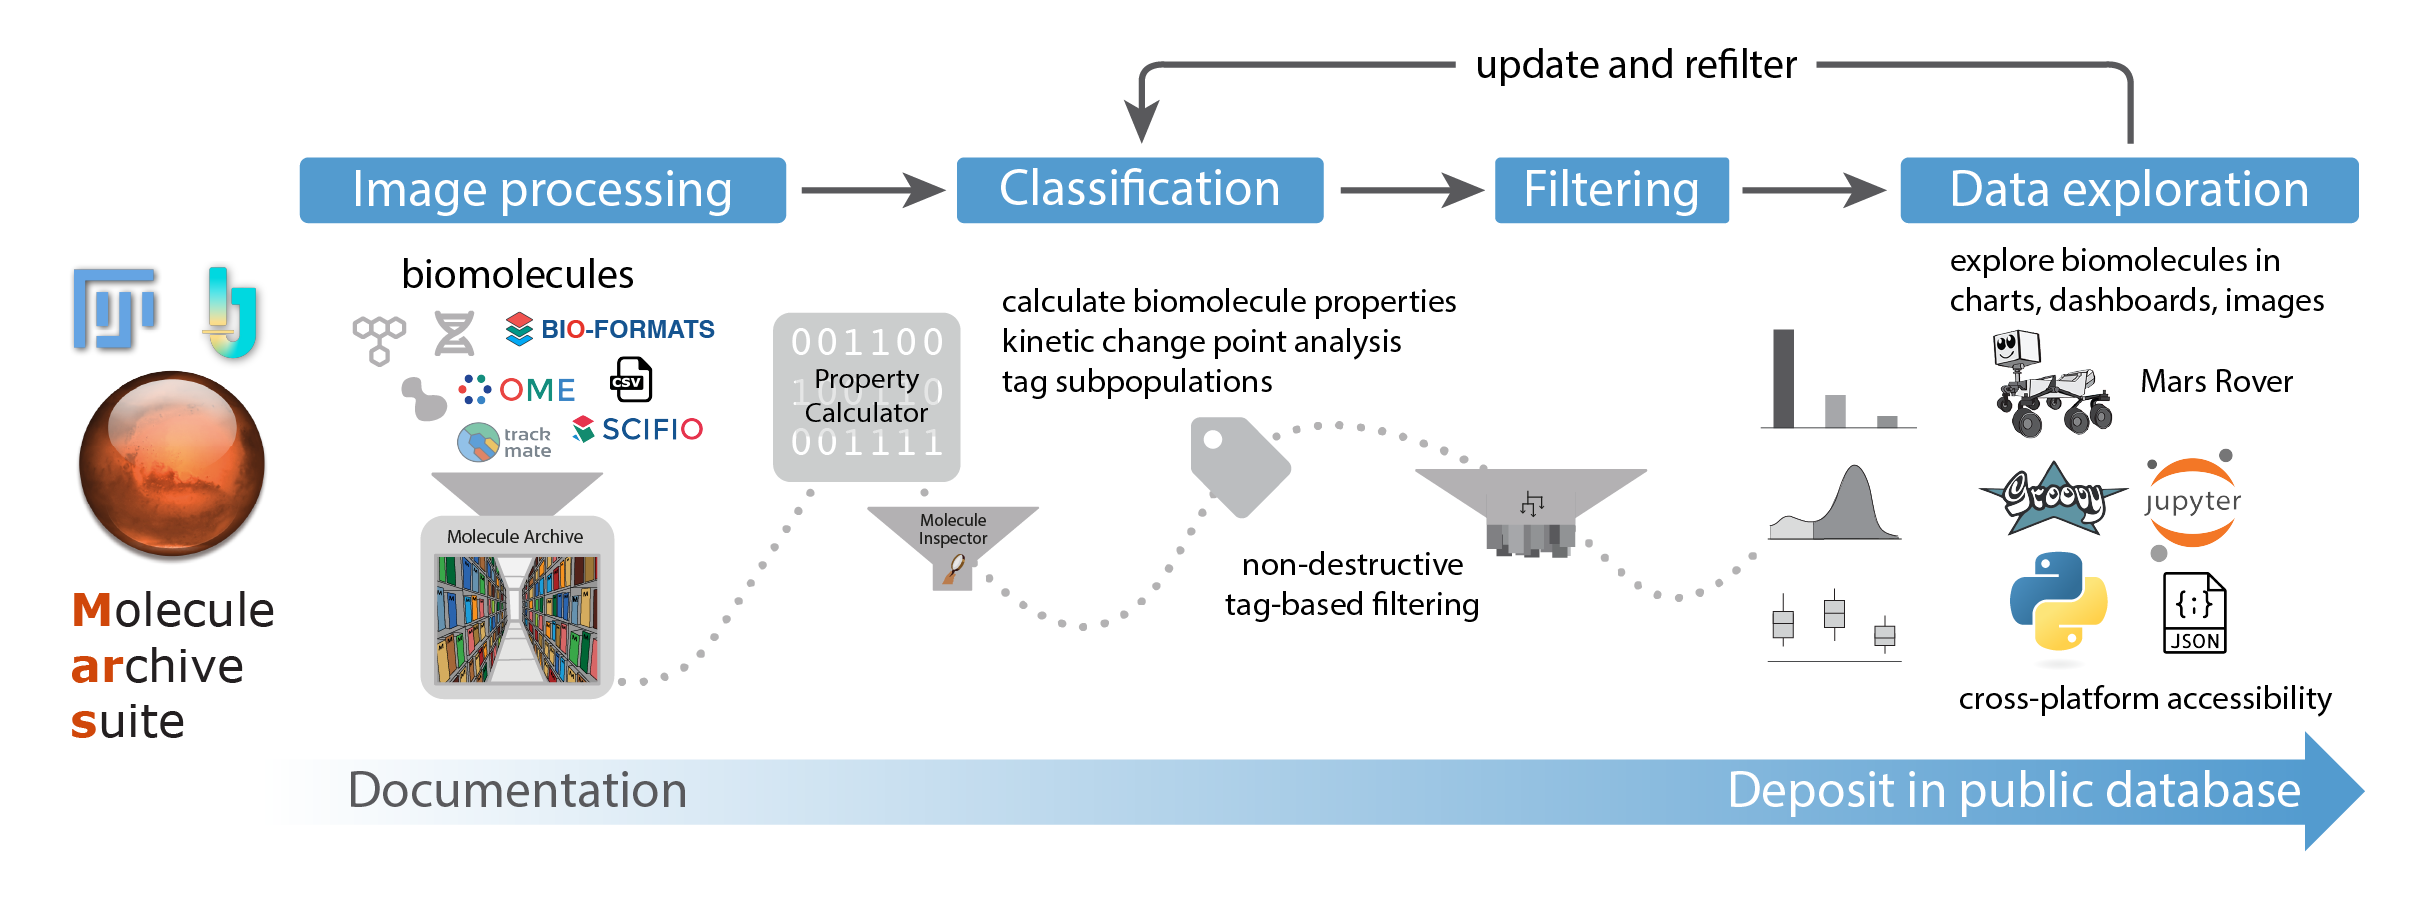 update and refilter
Image processing
Classification
Filtering
Data exploration
biomolecules
BIO-FORMATS
OME
CSV
track
mate
SCIFIO
Molecule Archive
001100
Property
100110
Calculator
001111
Molecule
Inspector
calculate biomolecule properties
kinetic change point analysis
tag subpopulations
non-destructive
tag-based filtering
explore biomolecules in
charts, dashboards, images
Mars Rover
Groovy
jupyter
{;}
JSON
cross-platform accessibility
Molecule
archive
suite
Documentation
Deposit in public database